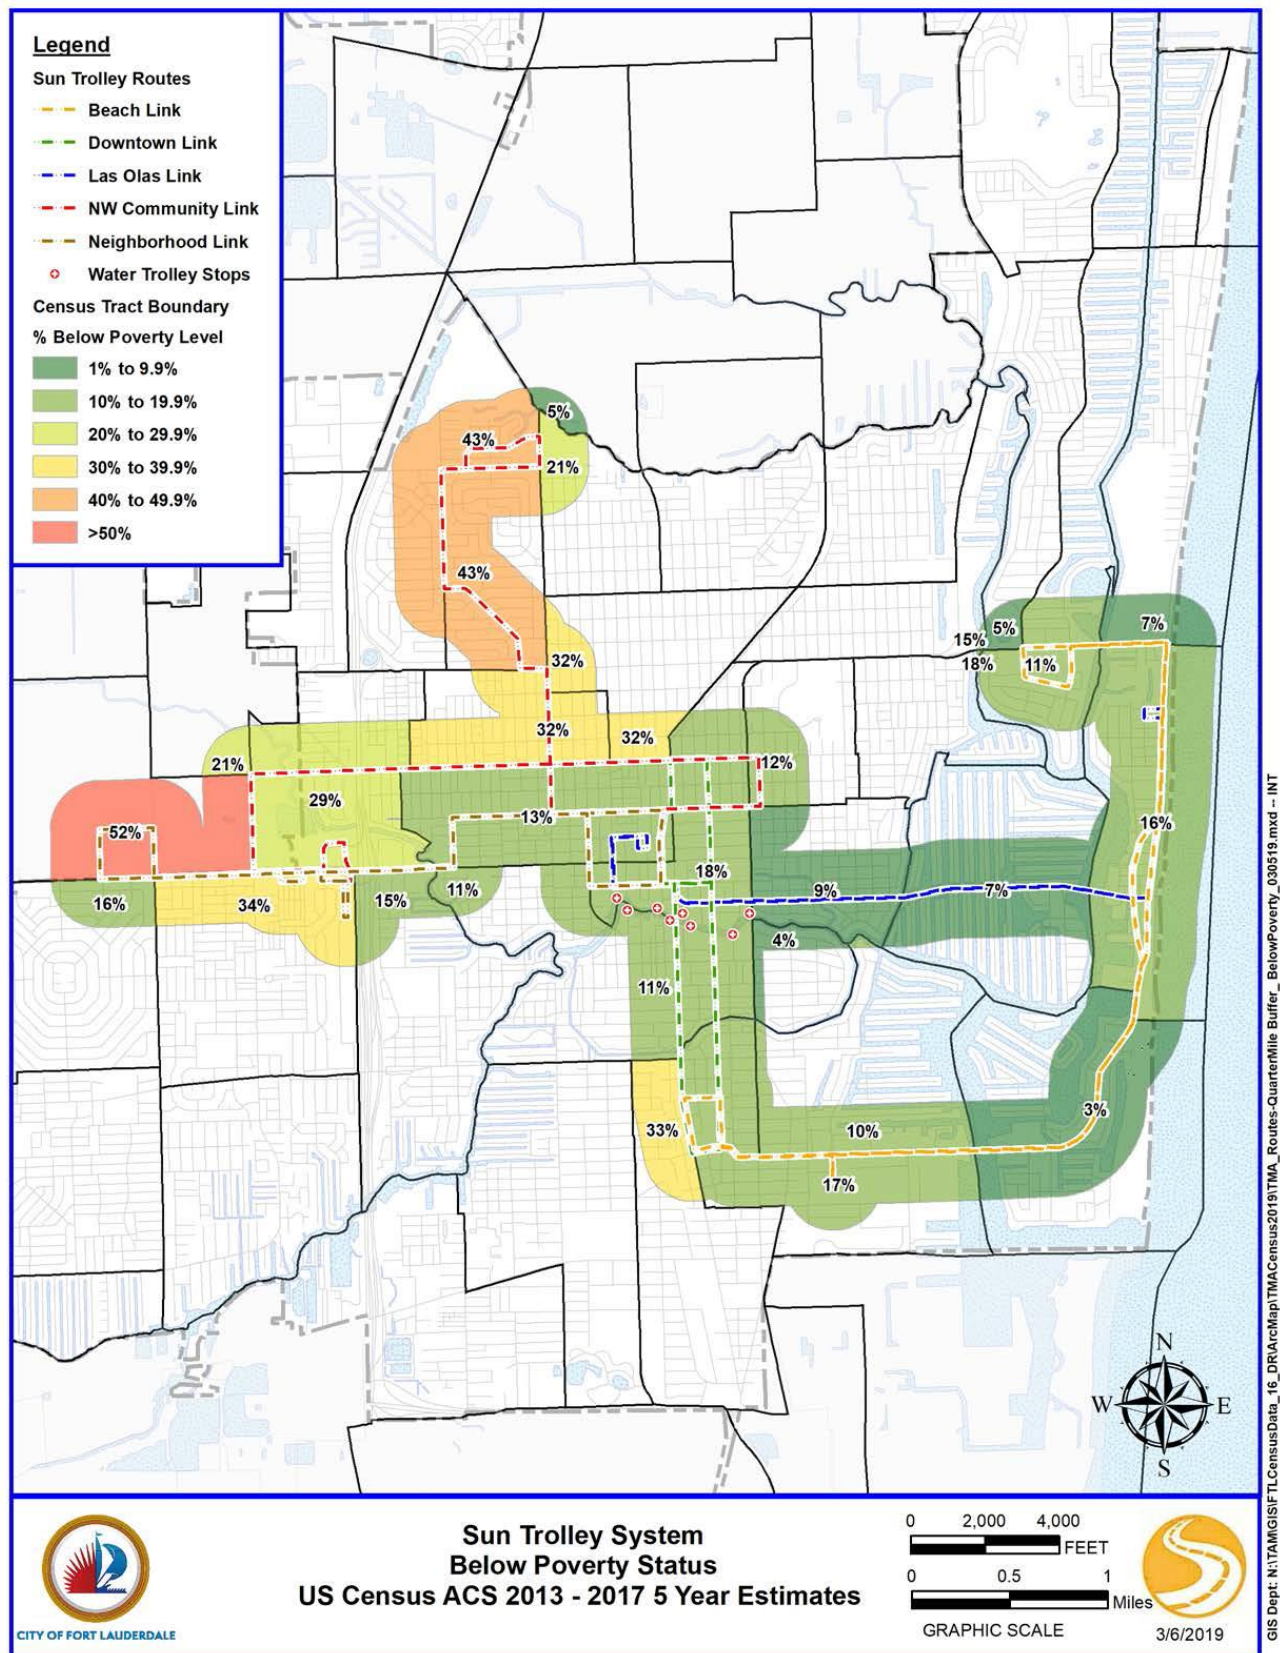 Legend
Sun Trolley Routes
Beach Link
Downtown Link
Las Olas Link
NW Community Link
Neighborhood Link
Water Trolley Stops
Census Tract Boundary
% Below Poverty Level
1% to 9.9%
10% to 19.9%
20% to 29.9%
30% to 39.9%
40% to 49.9%
>50%
5%
43%
21%
43%
32%
5%
7%
15%
18%
11%
32%
32%
21%
12%
29%
13%
52%
16%
18%
16%
34%
15%
11%
9%
7%
4%
11%
33%
10%
3%
17%
N
W
E
S
Sun Trolley System
Below Poverty Status
US Census ACS 2013 - 2017 5 Year Estimates
CITY OF FORT LAUDERDALE
0 2,000 4,000
FEET
0 0.5 1
Miles
GRAPHIC SCALE
3/6/2019
GIS Dept: N:\TAM\GIS\FTLCensusData_16_DR\ArcMap\TMACensus2019\TMA_Routes-QuarterMile Buffer_ BelowPoverty_030519.mxd -- INT